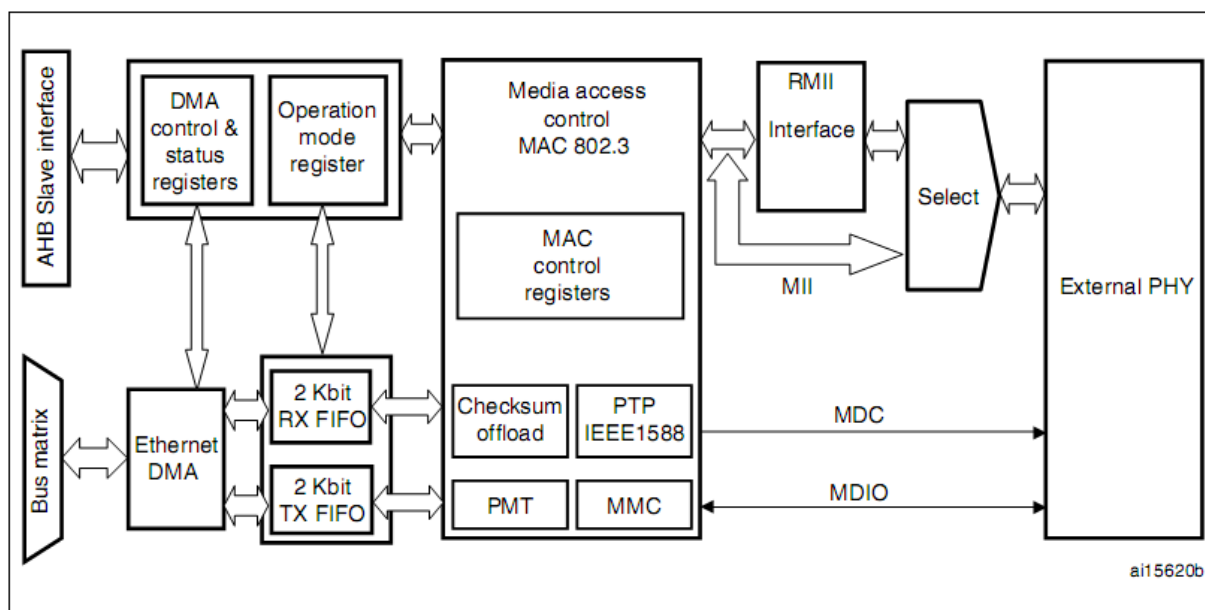 AHB Slave interface
DMA
control &
status
registers
Operation
mode
register
Media access
control
MAC 802.3
RMII
Interface
Select
External PHY
MAC
control
registers
MII
Bus matrix
Ethernet
DMA
2 Kbit
RX FIFO
2 Kbit
TX FIFO
Checksum
offload
PTP
IEEE1588
PMT
MMC
MDC
MDIO
ai15620b